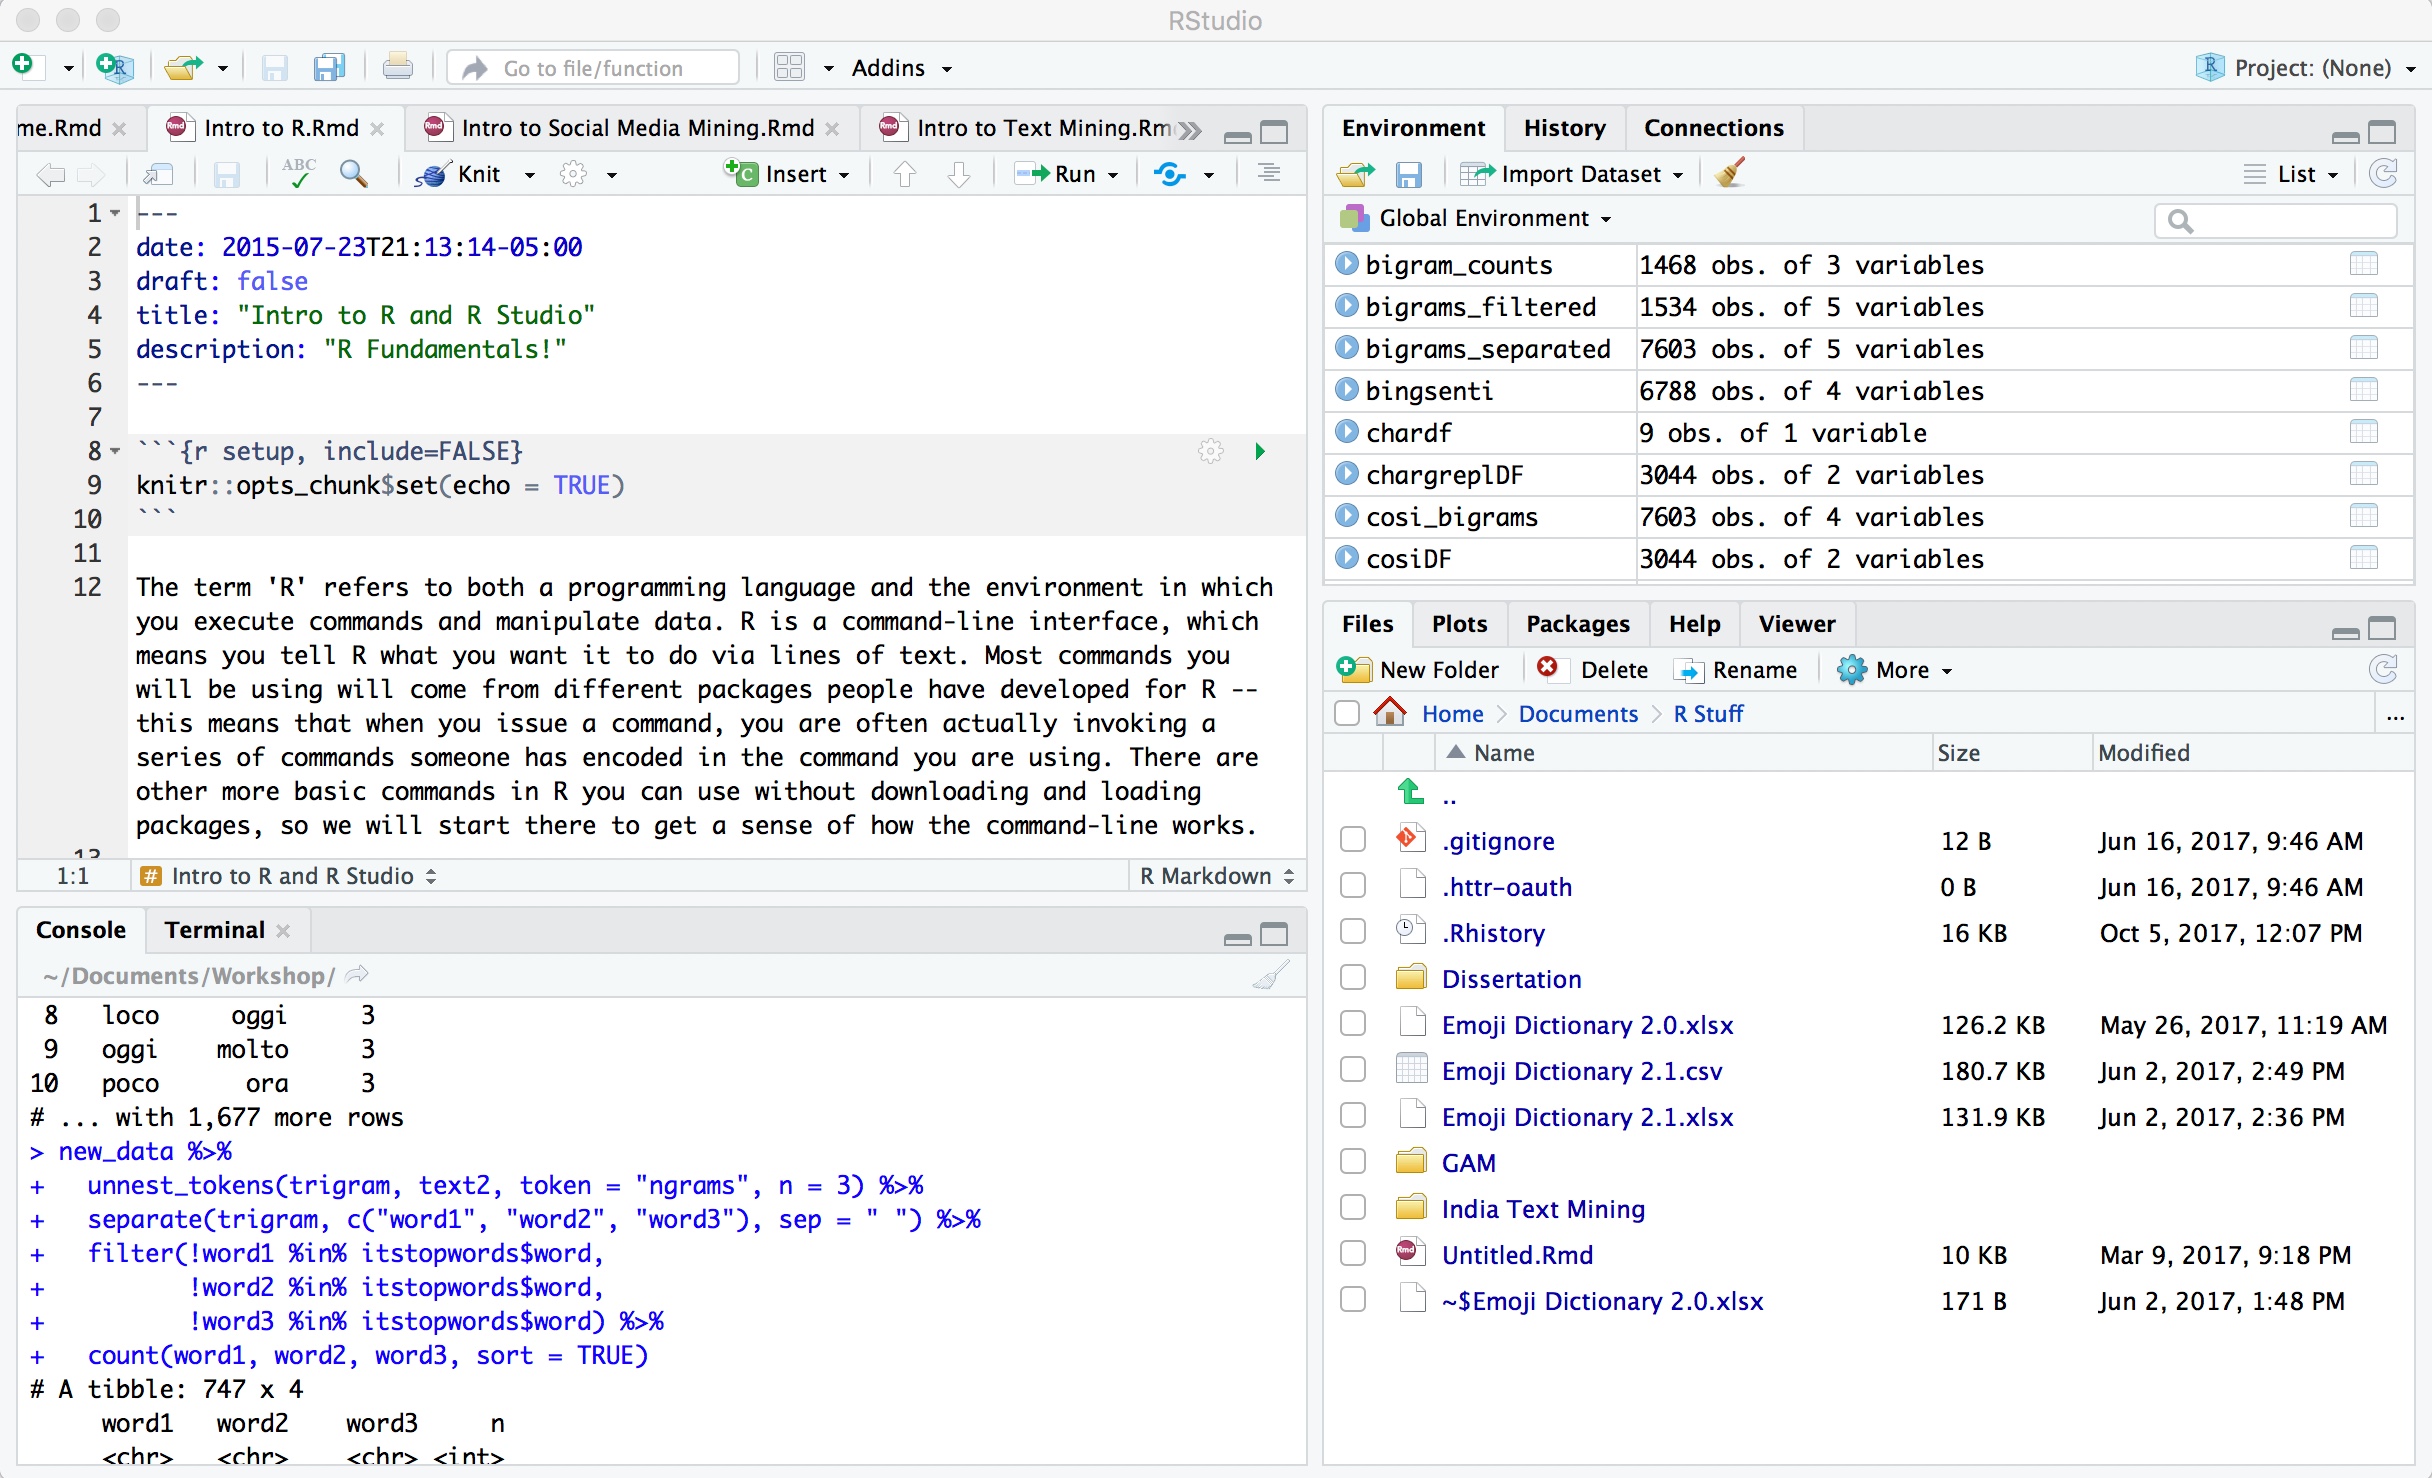 RStudio
Go to file/function
Addins
Project: (None)
me.Rmd
Intro to R.Rmd
Intro to Social Media Mining.Rmd
Intro to Text Mining.Rm
ABC
Knit
Insert
Run
1 ---
2 date: 2015-07-23T21:13:14-05:00
3 draft: false
4 title: "Intro to R and R Studio"
5 description: "R Fundamentals!"
6 ---
7
8 ```{r setup, include=FALSE}
9 knitr::opts_chunk$set(echo = TRUE)
10 ```
11
12 The term 'R' refers to both a programming language and the environment in which
you execute commands and manipulate data. R is a command-line interface, which
means you tell R what you want it to do via lines of text. Most commands you
will be using will come from different packages people have developed for R --
this means that when you issue a command, you are often actually invoking a
series of commands someone has encoded in the command you are using. There are
other more basic commands in R you can use without downloading and loading
packages, so we will start there to get a sense of how the command-line works.
13
1:1 # Intro to R and R Studio R Markdown
Console Terminal
~/Documents/Workshop/
8 loco oggi 3
9 oggi molto 3
10 poco ora 3
# ... with 1,677 more rows
> new_data %>%
+ unnest_tokens(trigram, text2, token = "ngrams", n = 3) %>%
+ separate(trigram, c("word1", "word2", "word3"), sep = " ") %>%
+ filter(!word1 %in% itstopwords$word,
+ !word2 %in% itstopwords$word,
+ !word3 %in% itstopwords$word) %>%
+ count(word1, word2, word3, sort = TRUE)
# A tibble: 747 x 4
word1 word2 word3 n
<chr> <chr> <chr> <int>
Environment History Connections
Import Dataset List
Global Environment
bigram_counts 1468 obs. of 3 variables
bigrams_filtered 1534 obs. of 5 variables
bigrams_separated 7603 obs. of 5 variables
bingsenti 6788 obs. of 4 variables
chardf 9 obs. of 1 variable
chargreplDF 3044 obs. of 2 variables
cosi_bigrams 7603 obs. of 4 variables
cosiDF 3044 obs. of 2 variables
Files Plots Packages Help Viewer
New Folder Delete Rename More
Home Documents R Stuff ...
Name Size Modified
..
.gitignore 12 B Jun 16, 2017, 9:46 AM
.httr-oauth 0 B Jun 16, 2017, 9:46 AM
.Rhistory 16 KB Oct 5, 2017, 12:07 PM
Dissertation
Emoji Dictionary 2.0.xlsx 126.2 KB May 26, 2017, 11:19 AM
Emoji Dictionary 2.1.csv 180.7 KB Jun 2, 2017, 2:49 PM
Emoji Dictionary 2.1.xlsx 131.9 KB Jun 2, 2017, 2:36 PM
GAM
India Text Mining
Untitled.Rmd 10 KB Mar 9, 2017, 9:18 PM
~$Emoji Dictionary 2.0.xlsx 171 B Jun 2, 2017, 1:48 PM